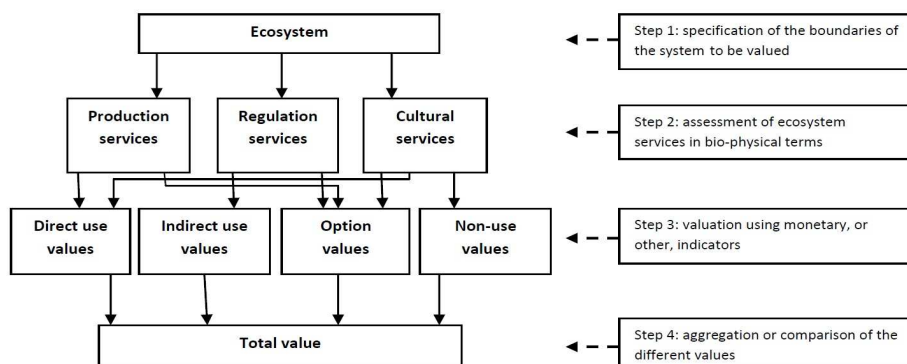 Ecosystem
Step 1: specification of the boundaries of
the system to be valued
Production
services
Regulation
services
Cultural
services
Step 2: assessment of ecosystem
services in bio-physical terms
Direct use
values
Indirect use
values
Option
values
Non-use
values
Step 3: valuation using monetary, or
other, indicators
Total value
Step 4: aggregation or comparison of the
different values